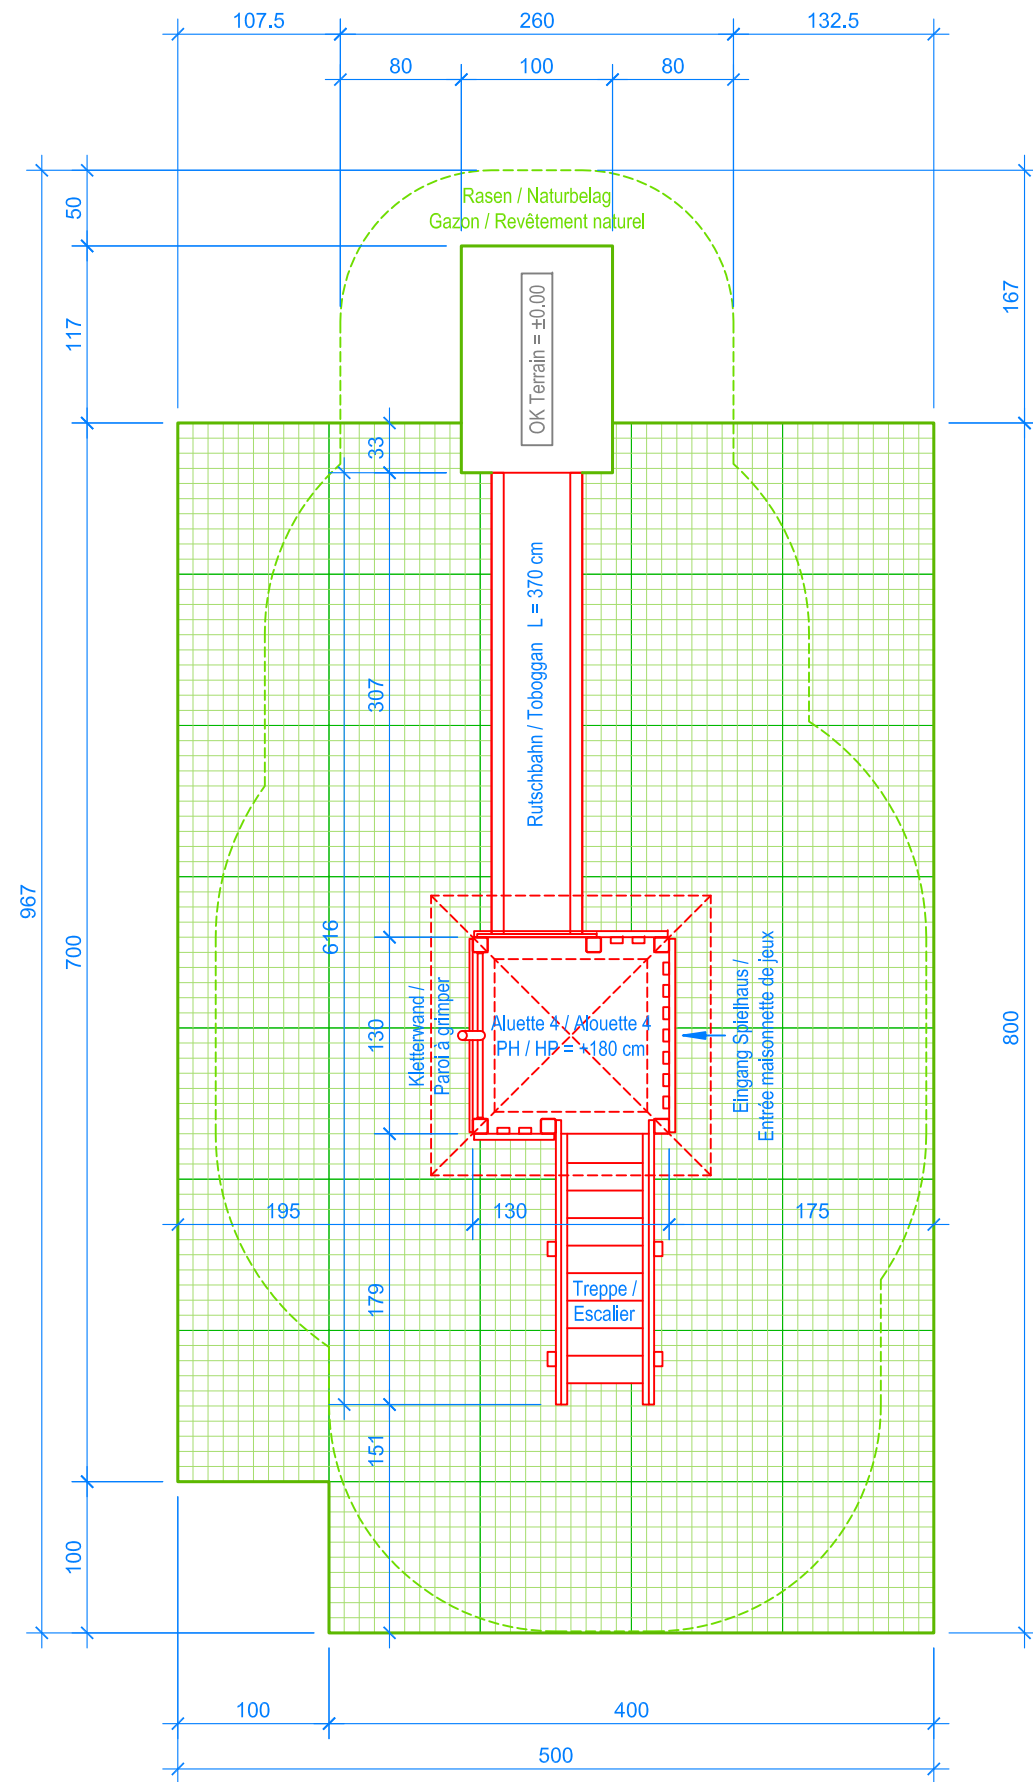 107.5
260
132.5
80
100
80
50
Rasen / Naturbelag
Gazon / Revêtement naturel
117
167
OK Terrain = ±0.00
33
Rutschbahn / Toboggan L = 370 cm
307
967
700
616
130
Kletterwand /
Paroi à grimper
Aluette 4 / Alouette 4
PH / HP = +180 cm
Eingang Spielhaus /
Entrée maisonnette de jeux
800
195
130
175
179
Treppe /
Escalier
151
100
100
400
500